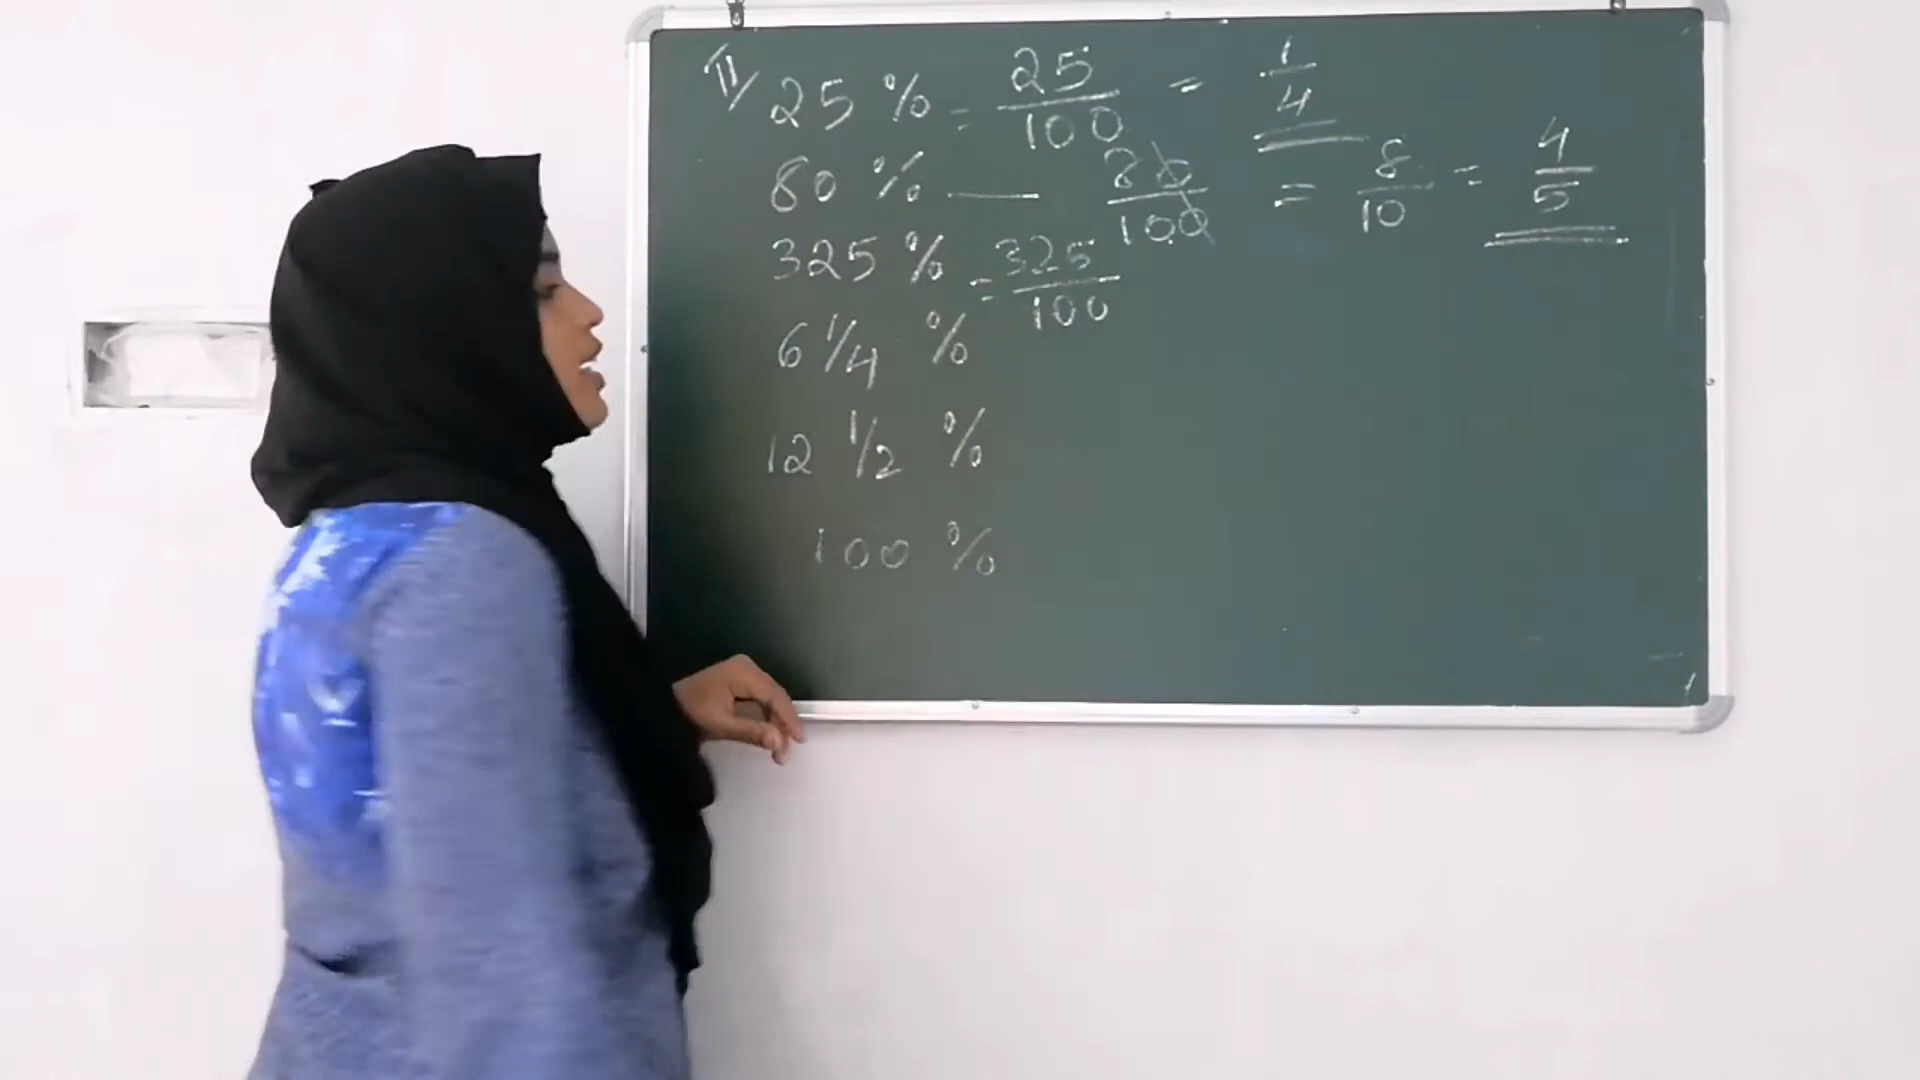 II/ 25 % = 25/100 = 1/4
80 % — 80/100 = 8/10 = 4/5
325 % = 325/100
6 1/4 %
12 1/2 %
100 %